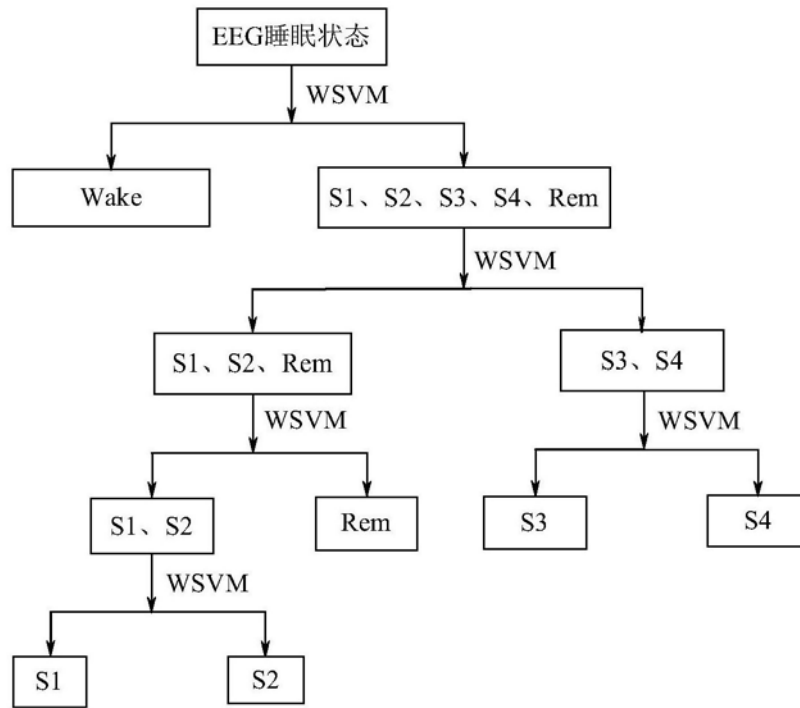 EEG睡眠状态
WSVM
Wake
S1、S2、S3、S4、Rem
WSVM
S1、S2、Rem
S3、S4
WSVM
WSVM
S1、S2
Rem
S3
S4
WSVM
S1
S2